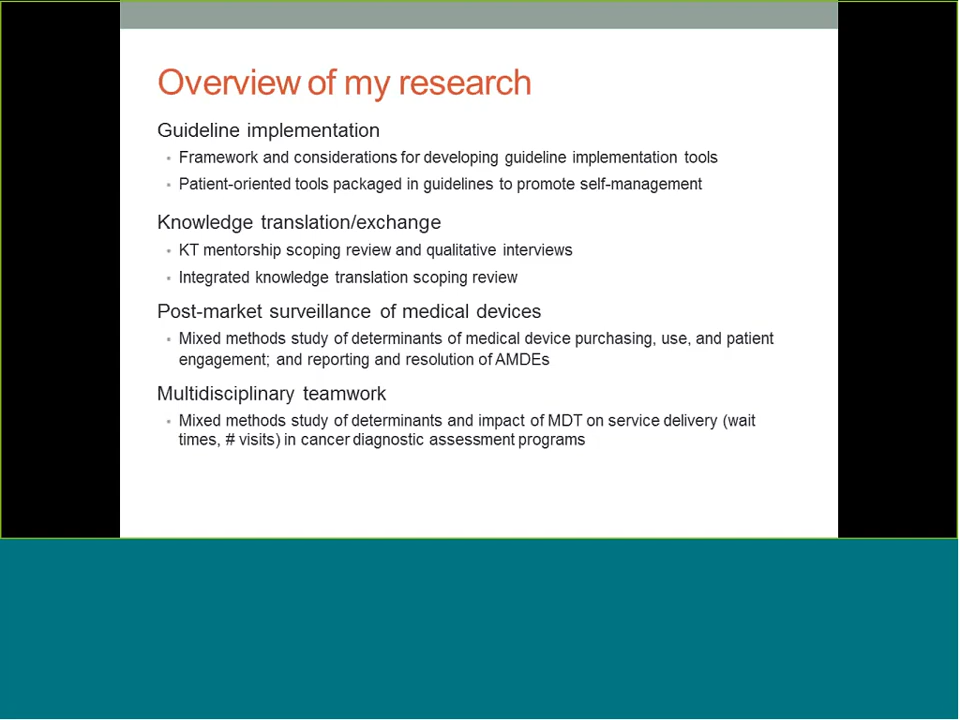 Overview of my research
Guideline implementation
• Framework and considerations for developing guideline implementation tools
• Patient-oriented tools packaged in guidelines to promote self-management
Knowledge translation/exchange
• KT mentorship scoping review and qualitative interviews
• Integrated knowledge translation scoping review
Post-market surveillance of medical devices
• Mixed methods study of determinants of medical device purchasing, use, and patient
engagement; and reporting and resolution of AMDEs
Multidisciplinary teamwork
• Mixed methods study of determinants and impact of MDT on service delivery (wait
times, # visits) in cancer diagnostic assessment programs